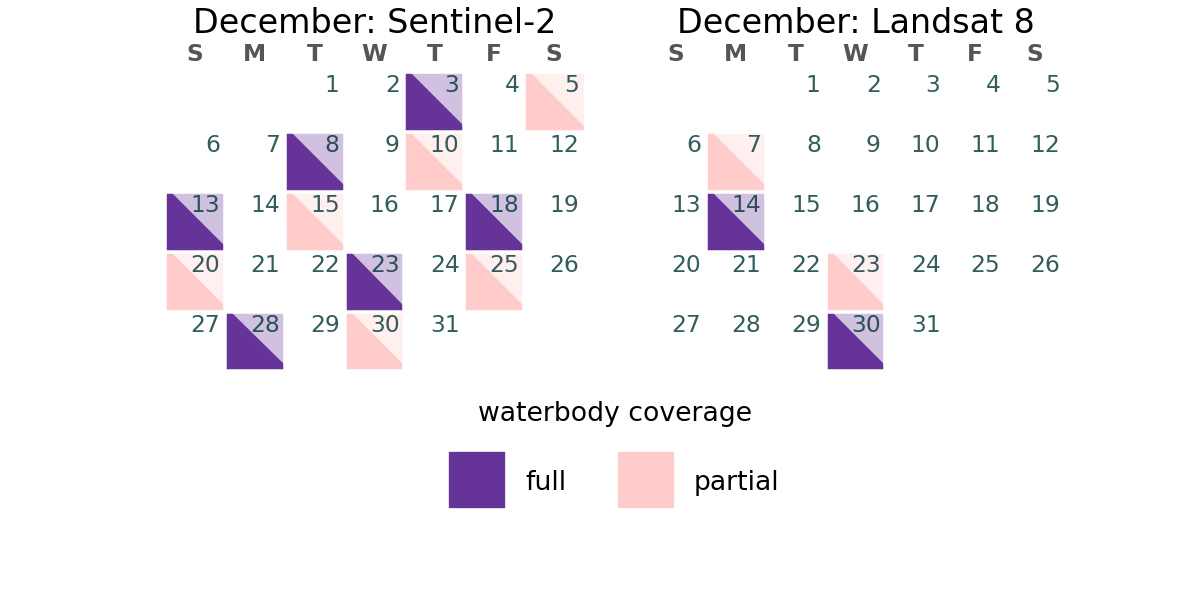 December: Sentinel-2
S M T W T F S
1 2 3 4 5
6 7 8 9 10 11 12
13 14 15 16 17 18 19
20 21 22 23 24 25 26
27 28 29 30 31
December: Landsat 8
S M T W T F S
1 2 3 4 5
6 7 8 9 10 11 12
13 14 15 16 17 18 19
20 21 22 23 24 25 26
27 28 29 30 31
waterbody coverage
full partial